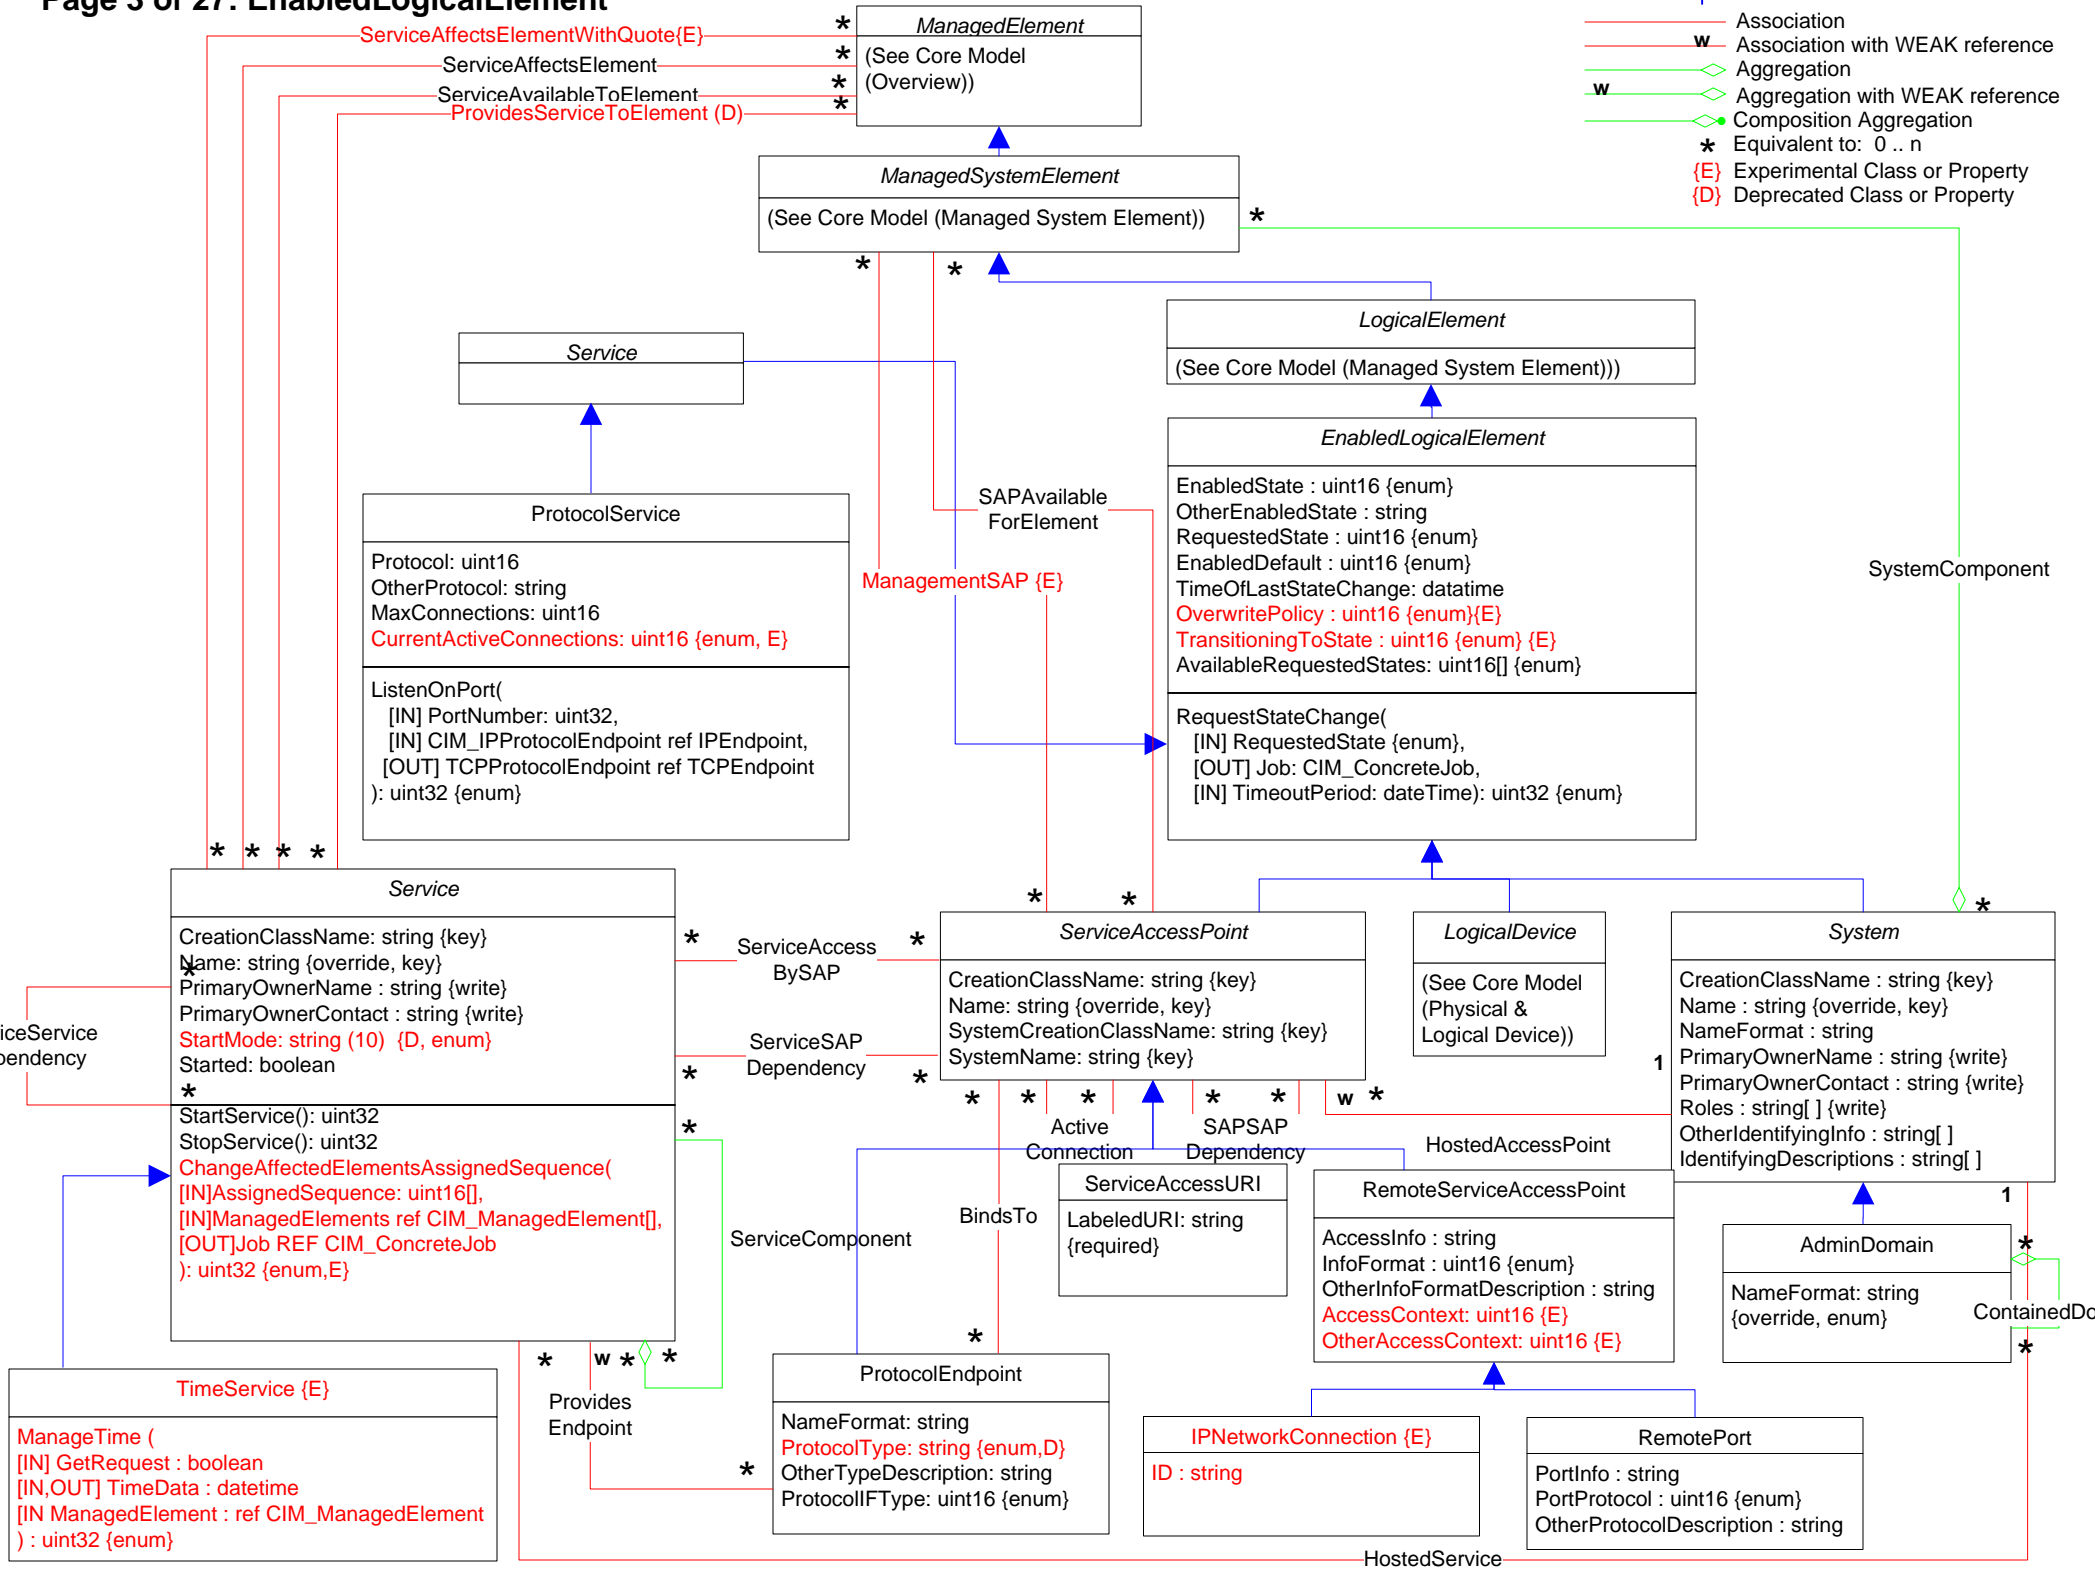 Page 3 of 27: EnabledLogicalElement
Association
w Association with WEAK reference
Aggregation
w Aggregation with WEAK reference
Composition Aggregation
* Equivalent to: 0 .. n
{E} Experimental Class or Property
{D} Deprecated Class or Property
ServiceAffectsElementWithQuote{E} *
ServiceAffectsElement *
ServiceAvailableToElement *
ProvidesServiceToElement (D) *
ManagedElement
(See Core Model
(Overview))
ManagedSystemElement
(See Core Model (Managed System Element))
*
*
*
LogicalElement
(See Core Model (Managed System Element)))
Service
ProtocolService
Protocol: uint16
OtherProtocol: string
MaxConnections: uint16
CurrentActiveConnections: uint16 {enum, E}
ListenOnPort(
[IN] PortNumber: uint32,
[IN] CIM_IPProtocolEndpoint ref IPEndpoint,
[OUT] TCPProtocolEndpoint ref TCPEndpoint
): uint32 {enum}
SAPAvailable
ForElement
ManagementSAP {E}
EnabledLogicalElement
EnabledState : uint16 {enum}
OtherEnabledState : string
RequestedState : uint16 {enum}
EnabledDefault : uint16 {enum}
TimeOfLastStateChange: datatime
OverwritePolicy : uint16 {enum}{E}
TransitioningToState : uint16 {enum} {E}
AvailableRequestedStates: uint16[] {enum}
RequestStateChange(
[IN] RequestedState {enum},
[OUT] Job: CIM_ConcreteJob,
[IN] TimeoutPeriod: dateTime): uint32 {enum}
SystemComponent
* * * *
* * *
Service
CreationClassName: string {key}
Name: string {override, key}
*
PrimaryOwnerName : string {write}
PrimaryOwnerContact : string {write}
StartMode: string (10) {D, enum}
Started: boolean
*
StartService(): uint32
StopService(): uint32
ChangeAffectedElementsAssignedSequence(
[IN]AssignedSequence: uint16[],
[IN]ManagedElements ref CIM_ManagedElement[],
[OUT]Job REF CIM_ConcreteJob
): uint32 {enum,E}
iceService
pendency
* ServiceAccess *
BySAP
ServiceSAP
Dependency
* *
*
ServiceComponent
ServiceAccessPoint
CreationClassName: string {key}
Name: string {override, key}
SystemCreationClassName: string {key}
SystemName: string {key}
LogicalDevice
(See Core Model
(Physical &
Logical Device))
System
CreationClassName : string {key}
Name : string {override, key}
NameFormat : string
PrimaryOwnerName : string {write}
PrimaryOwnerContact : string {write}
Roles : string[ ] {write}
OtherIdentifyingInfo : string[ ]
IdentifyingDescriptions : string[ ]
1
* * * * * w *
Active
Connection
SAPSAP
Dependency
HostedAccessPoint
BindsTo
*
ServiceAccessURI
LabeledURI: string
{required}
RemoteServiceAccessPoint
AccessInfo : string
InfoFormat : uint16 {enum}
OtherInfoFormatDescription : string
AccessContext: uint16 {E}
OtherAccessContext: uint16 {E}
1
AdminDomain
NameFormat: string
{override, enum}
*
ContainedDo
*
* w * *
Provides
Endpoint
*
TimeService {E}
ManageTime (
[IN] GetRequest : boolean
[IN,OUT] TimeData : datetime
[IN ManagedElement : ref CIM_ManagedElement
) : uint32 {enum}
ProtocolEndpoint
NameFormat: string
ProtocolType: string {enum,D}
OtherTypeDescription: string
ProtocolIFType: uint16 {enum}
IPNetworkConnection {E}
ID : string
RemotePort
PortInfo : string
PortProtocol : uint16 {enum}
OtherProtocolDescription : string
HostedService